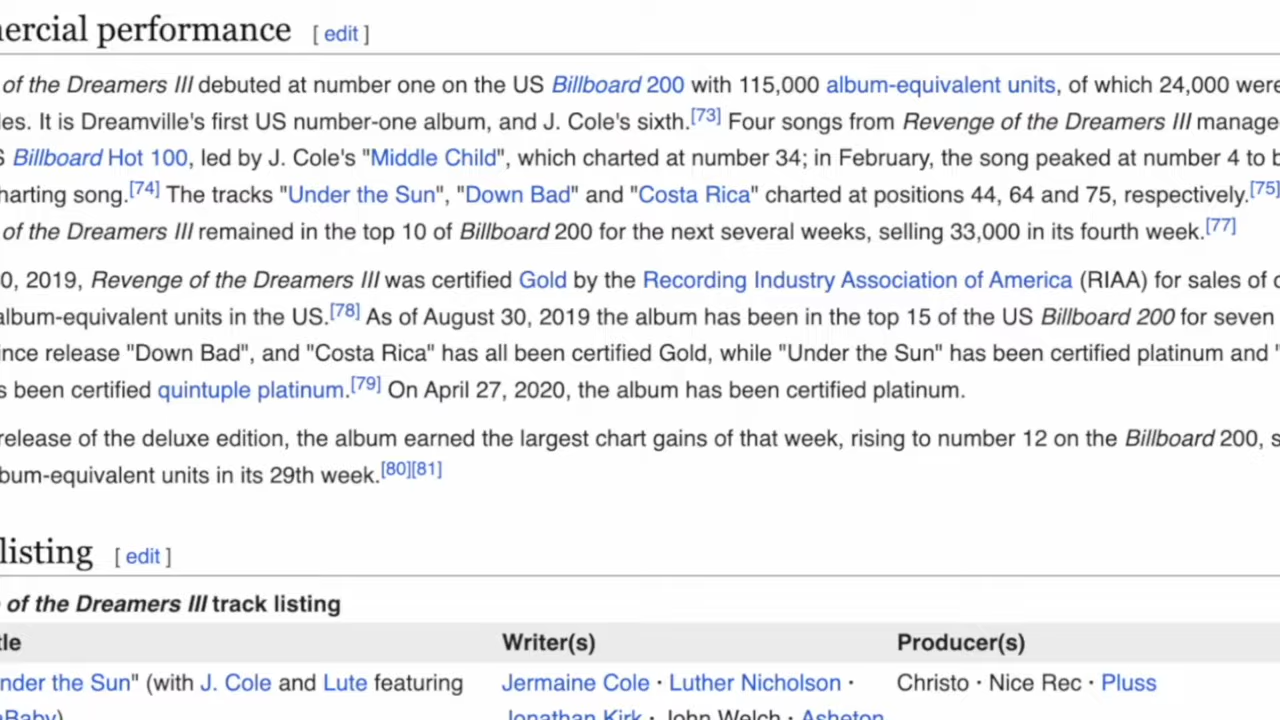 ercial performance [ edit ]
of the Dreamers III debuted at number one on the US Billboard 200 with 115,000 album-equivalent units, of which 24,000 were
les. It is Dreamville's first US number-one album, and J. Cole's sixth.[73] Four songs from Revenge of the Dreamers III manage
S Billboard Hot 100, led by J. Cole's "Middle Child", which charted at number 34; in February, the song peaked at number 4 to b
harting song.[74] The tracks "Under the Sun", "Down Bad" and "Costa Rica" charted at positions 44, 64 and 75, respectively.[75]
of the Dreamers III remained in the top 10 of Billboard 200 for the next several weeks, selling 33,000 in its fourth week.[77]
0, 2019, Revenge of the Dreamers III was certified Gold by the Recording Industry Association of America (RIAA) for sales of o
album-equivalent units in the US.[78] As of August 30, 2019 the album has been in the top 15 of the US Billboard 200 for seven
ince release "Down Bad", and "Costa Rica" has all been certified Gold, while "Under the Sun" has been certified platinum and "
s been certified quintuple platinum.[79] On April 27, 2020, the album has been certified platinum.
release of the deluxe edition, the album earned the largest chart gains of that week, rising to number 12 on the Billboard 200, s
bum-equivalent units in its 29th week.[80][81]
listing [ edit ]
of the Dreamers III track listing
tle Writer(s) Producer(s)
nder the Sun" (with J. Cole and Lute featuring Jermaine Cole · Luther Nicholson · Christo · Nice Rec · Pluss
aBaby) Jonathan Kirk · John Welch · Asheton